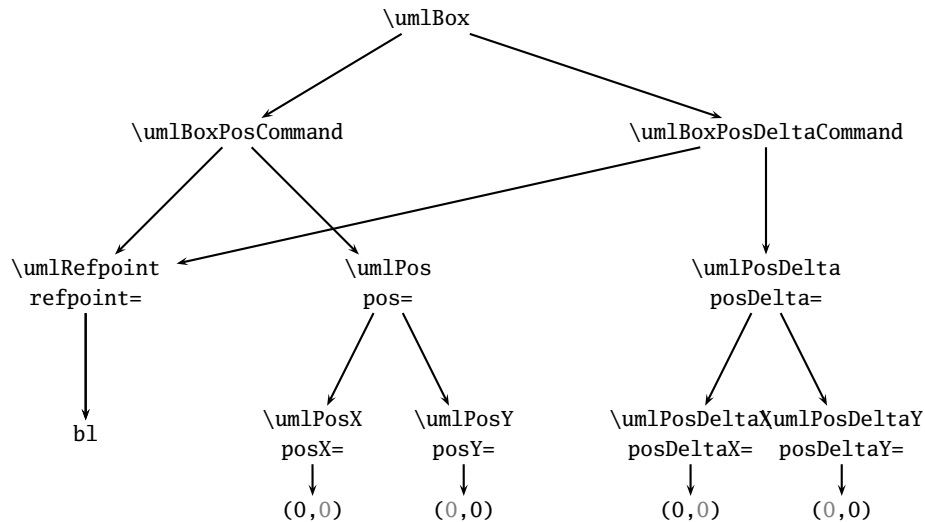 \umlBox
\umlBoxPosCommand \umlBoxPosDeltaCommand
\umlRefpoint \umlPos \umlPosDelta
refpoint= pos= posDelta=
\umlPosX \umlPosY \umlPosDeltaX \umlPosDeltaY
bl
posX= posY= posDeltaX= posDeltaY=
(0,0) (0,0) (0,0) (0,0)